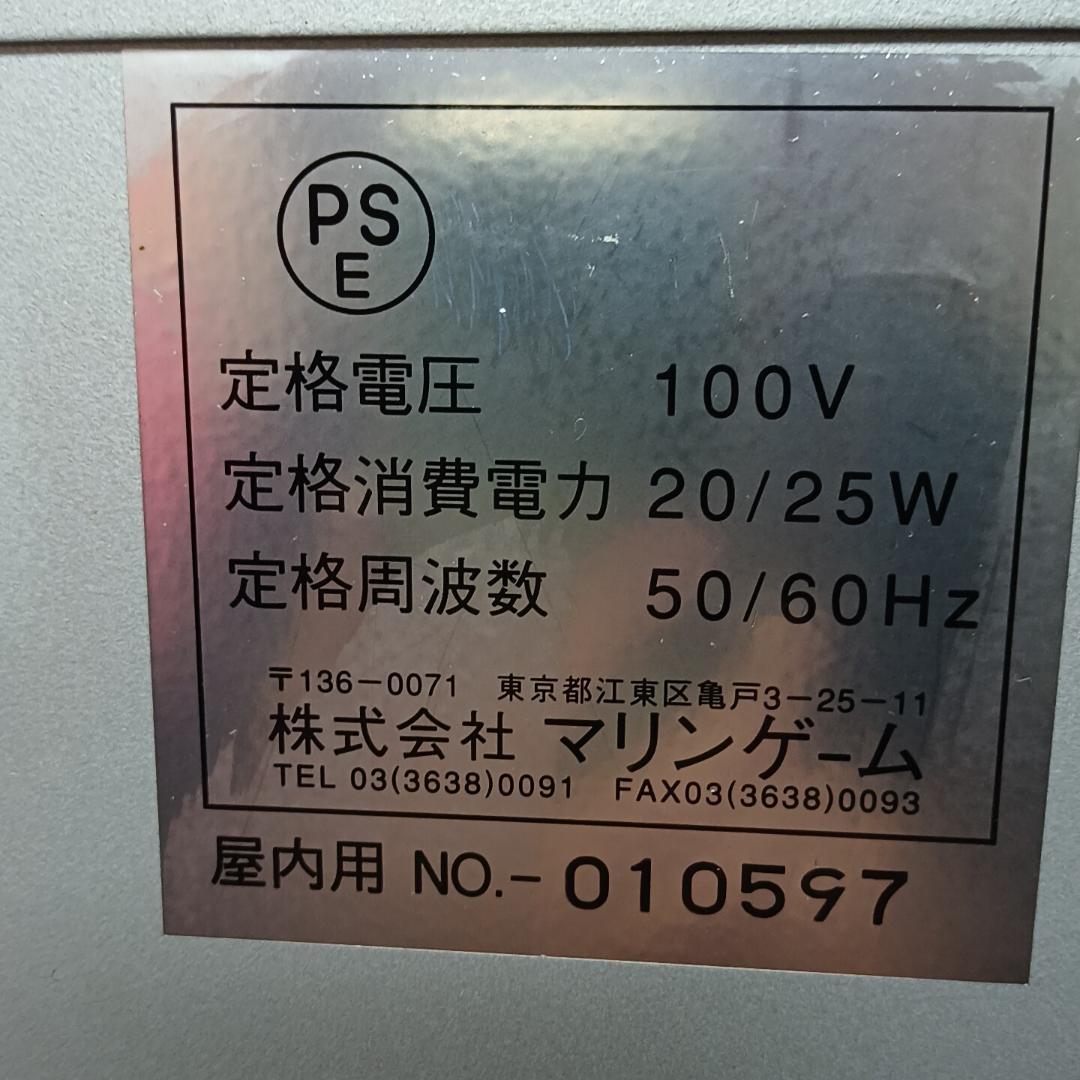 PS
E
定格電圧 100V
定格消費電力 20/25W
定格周波数 50/60Hz
〒136-0071 東京都江東区亀戸3-25-11
株式会社 マリンゲーム
TEL 03(3638)0091 FAX03(3638)0093
屋内用 NO.-010597